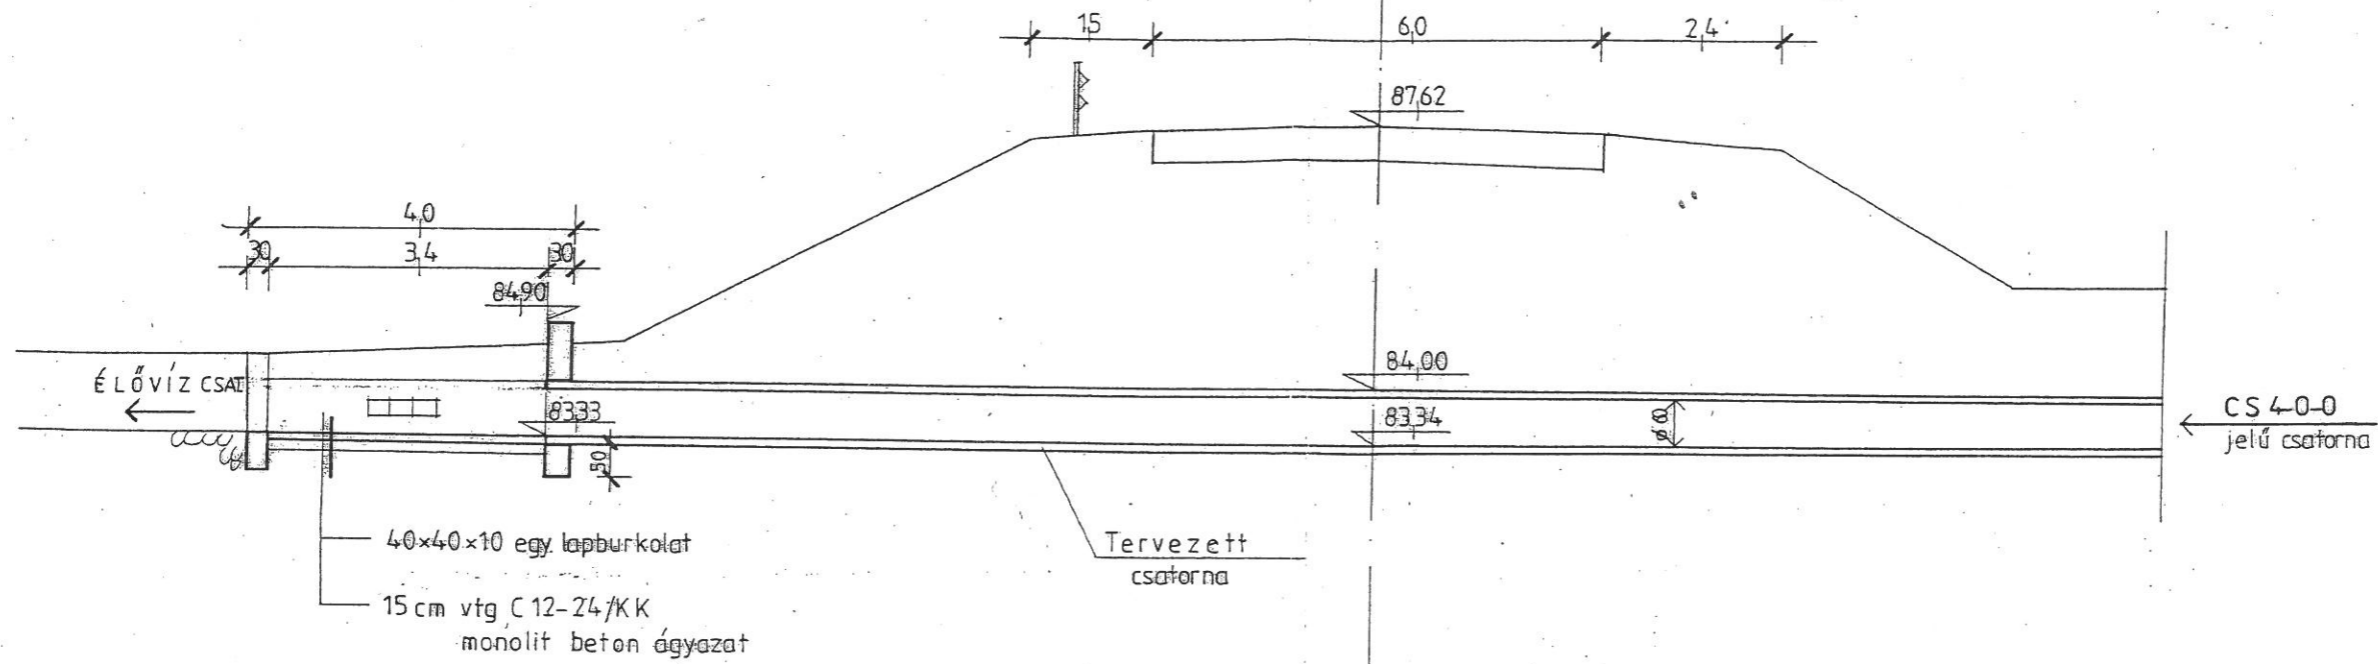 1,5 6,0 2,4
87,62
4,0
30 3,4 30
84,90
84,00
ÉLŐVÍZ CSAT
83,33
83,34
ø 60
CS 4-0-0
jelű csatorna
50
40×40×10 egy. lapburkolat
Tervezett
csatorna
15 cm vtg C 12-24/KK
monolit beton ágyazat